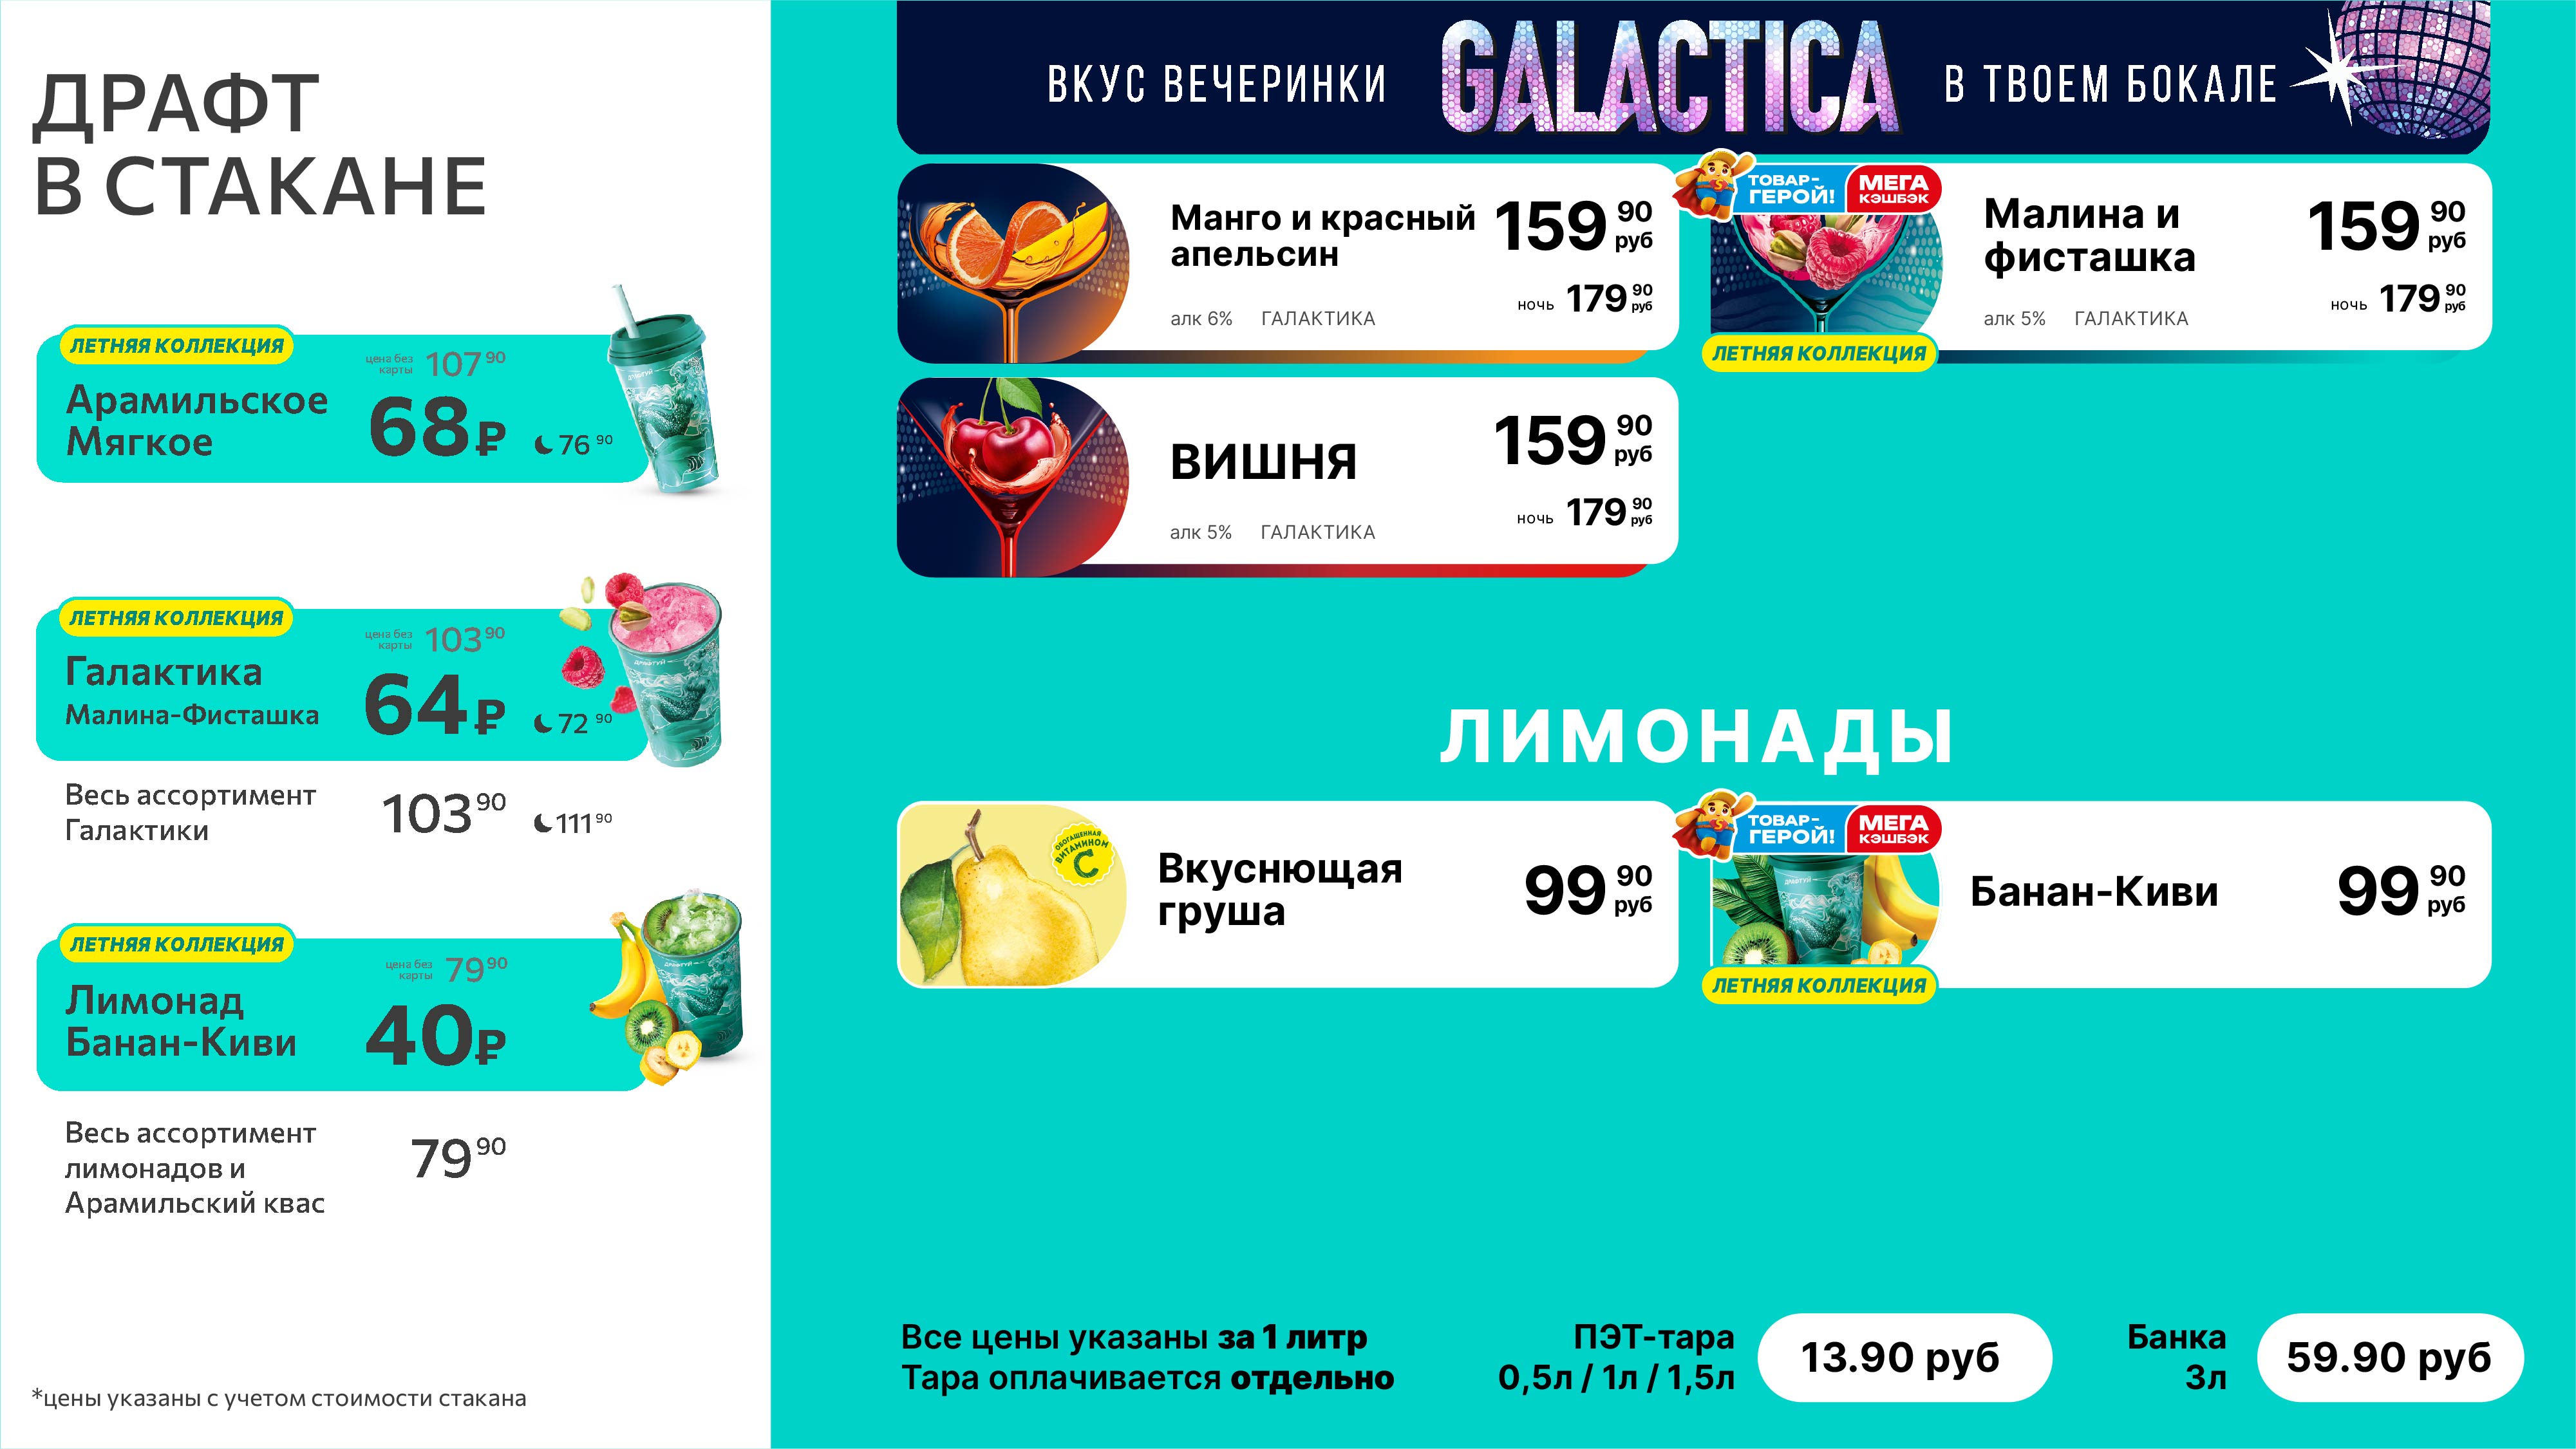 ДРАФТ
В СТАКАНЕ
ЛЕТНЯЯ КОЛЛЕКЦИЯ
цена без
карты 107 90
Арамильское
Мягкое
68₽ 76 90
ЛЕТНЯЯ КОЛЛЕКЦИЯ
цена без
карты 103 90
Галактика
Малина-Фисташка
64₽ 72 90
Весь ассортимент
Галактики
103 90 111 90
ЛЕТНЯЯ КОЛЛЕКЦИЯ
цена без
карты 79 90
Лимонад
Банан-Киви
40₽
Весь ассортимент
лимонадов и
Арамильский квас
79 90
*цены указаны с учетом стоимости стакана
ВКУС ВЕЧЕРИНКИ GALACTICA В ТВОЕМ БОКАЛЕ
Манго и красный
апельсин
159 90 руб
ночь 179 90 руб
алк 6% ГАЛАКТИКА
ТОВАР-
ГЕРОЙ!
МЕГА
КЭШБЭК
Малина и
фисташка
159 90 руб
ночь 179 90 руб
алк 5% ГАЛАКТИКА
ЛЕТНЯЯ КОЛЛЕКЦИЯ
ВИШНЯ
159 90 руб
ночь 179 90 руб
алк 5% ГАЛАКТИКА
ЛИМОНАДЫ
ОБОГАЩЕННАЯ
ВИТАМИНОМ
С
Вкуснющая
груша
99 90 руб
ТОВАР-
ГЕРОЙ!
МЕГА
КЭШБЭК
Банан-Киви
99 90 руб
ЛЕТНЯЯ КОЛЛЕКЦИЯ
Все цены указаны за 1 литр
Тара оплачивается отдельно
ПЭТ-тара
0,5л / 1л / 1,5л
13.90 руб
Банка
3л
59.90 руб